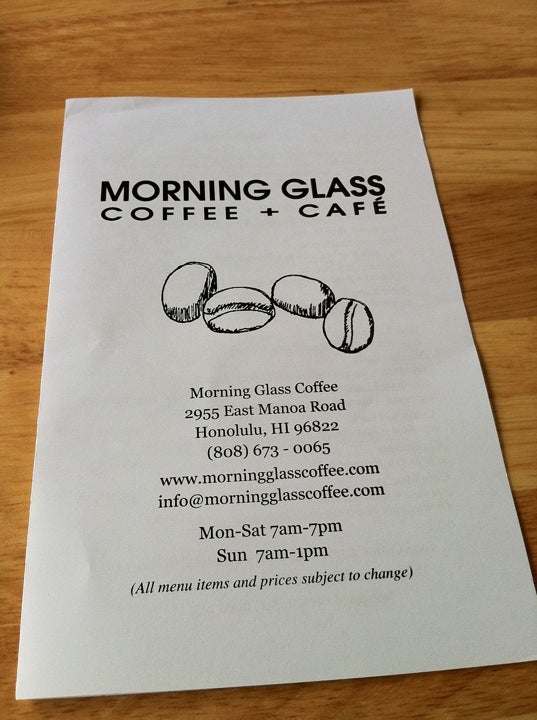 MORNING GLASS
COFFEE + CAFÉ
Morning Glass Coffee
2955 East Manoa Road
Honolulu, HI 96822
(808) 673 - 0065
www.morningglasscoffee.com
info@morningglasscoffee.com
Mon-Sat 7am-7pm
Sun 7am-1pm
(All menu items and prices subject to change)